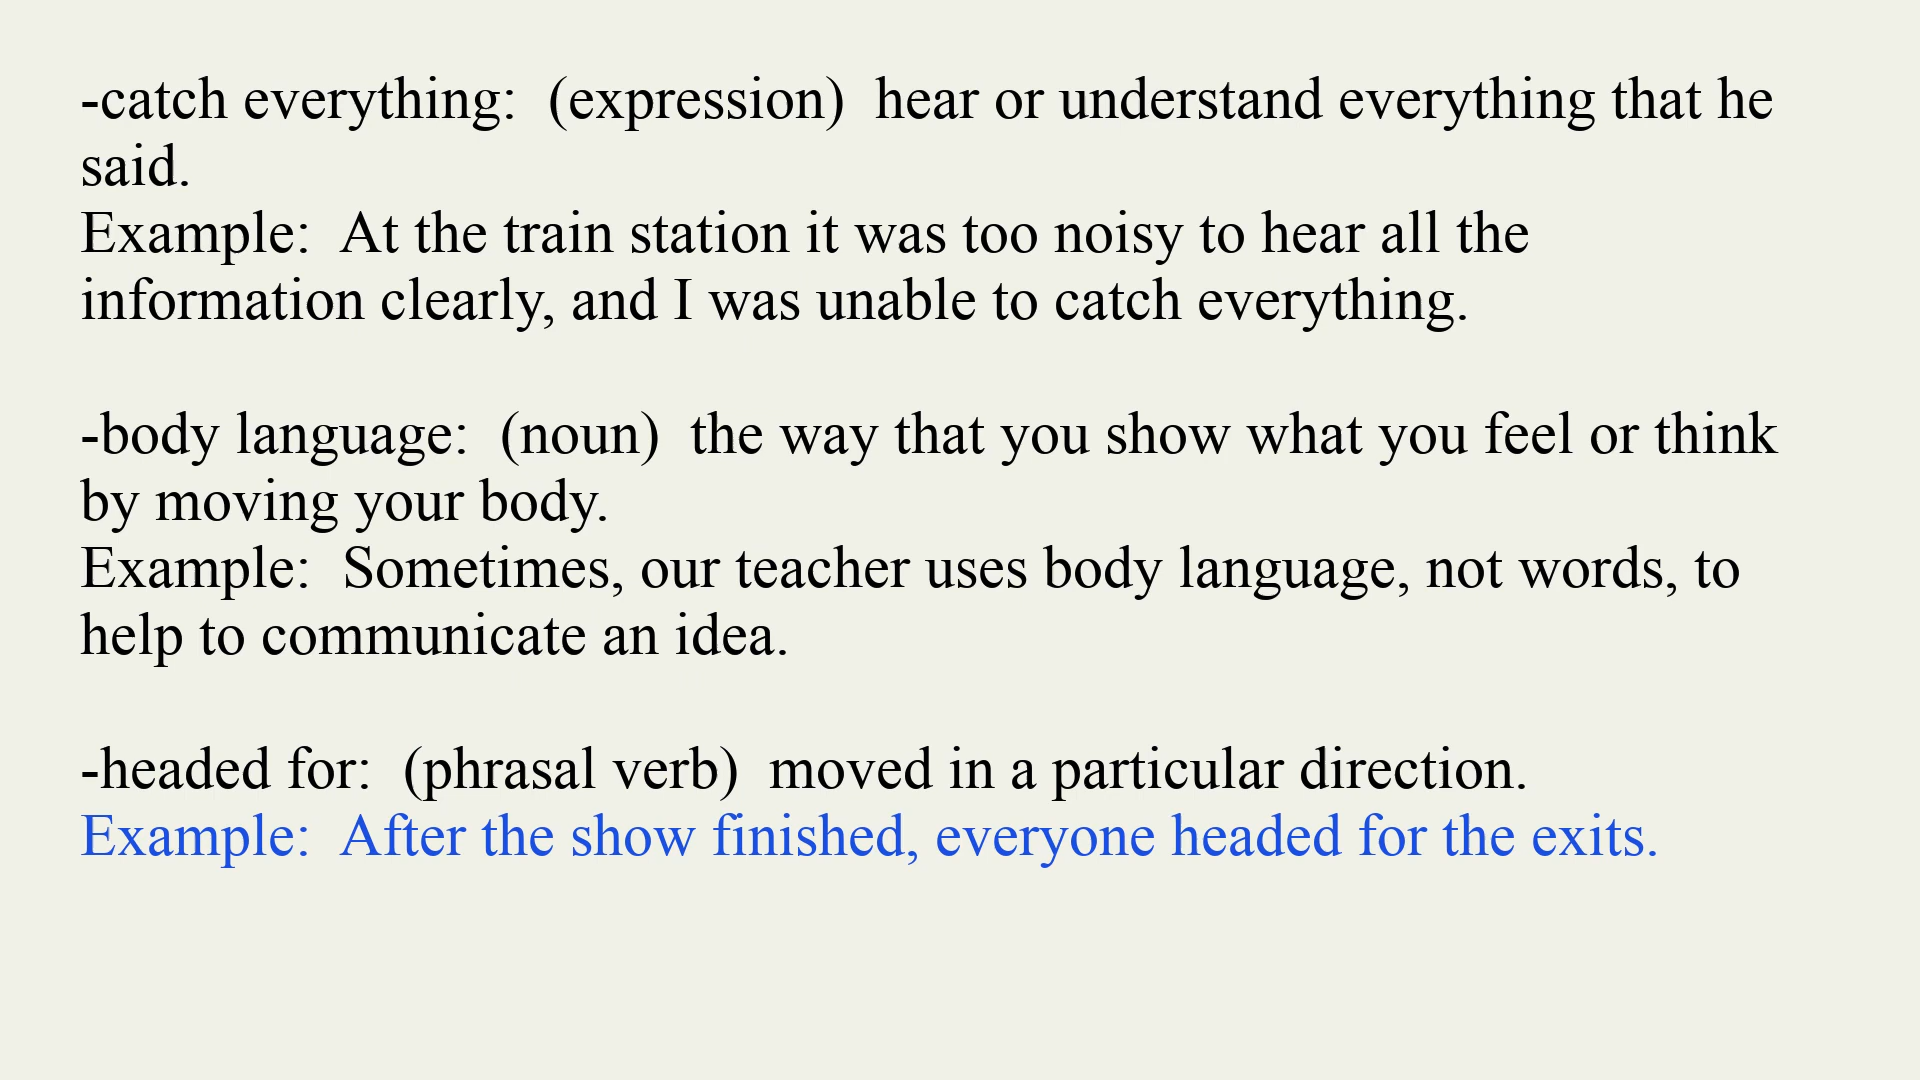 -catch everything:  (expression)  hear or understand everything that he
said.
Example:  At the train station it was too noisy to hear all the
information clearly, and I was unable to catch everything.
-body language:  (noun)  the way that you show what you feel or think
by moving your body.
Example:  Sometimes, our teacher uses body language, not words, to
help to communicate an idea.
-headed for:  (phrasal verb)  moved in a particular direction.
Example:  After the show finished, everyone headed for the exits.